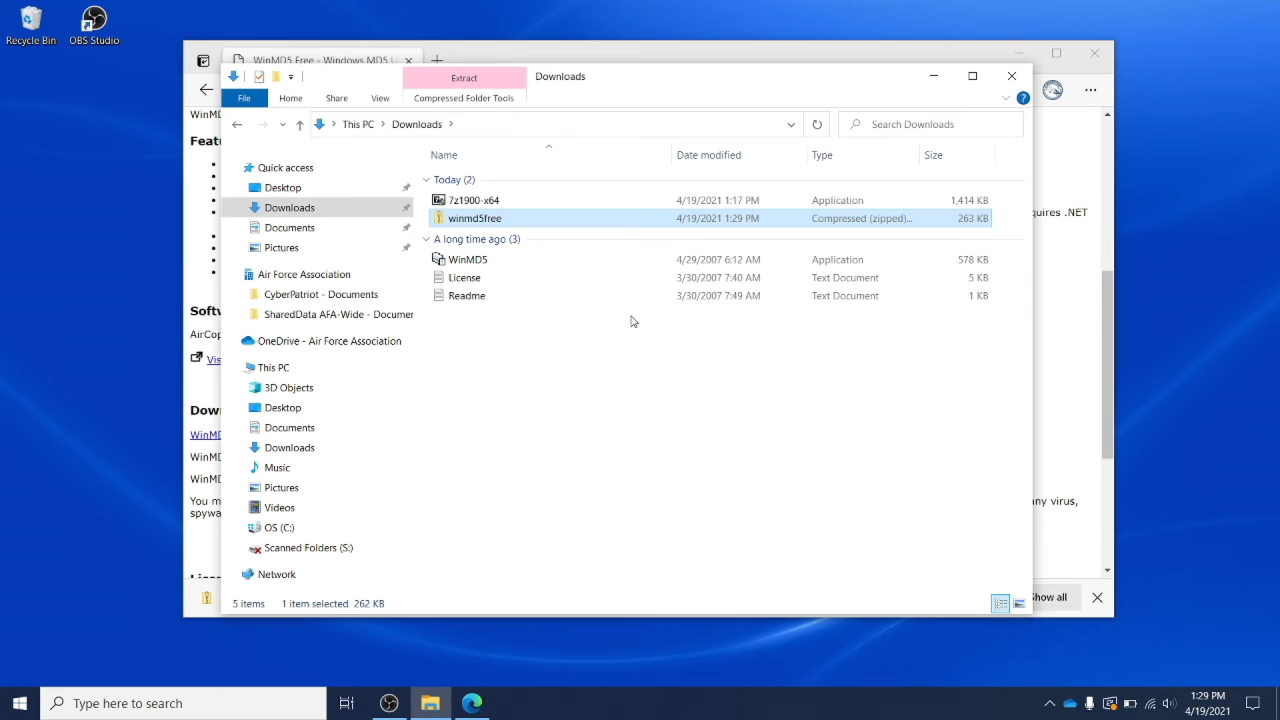 Recycle Bin
OBS Studio
WinMD5 Free - Windows MD5 U
Extract
Downloads
File
Home
Share
View
Compressed Folder Tools
This PC
Downloads
Search Downloads
WinMD
Featu
Name
Date modified
Type
Size
Quick access
Today (2)
Desktop
7z1900-x64
4/19/2021 1:17 PM
Application
1,414 KB
Downloads
winmd5free
4/19/2021 1:29 PM
Compressed (zipped)...
263 KB
quires .NET
Documents
A long time ago (3)
Pictures
WinMD5
4/29/2007 6:12 AM
Application
578 KB
Air Force Association
License
3/30/2007 7:40 AM
Text Document
5 KB
CyberPatriot - Documents
Readme
3/30/2007 7:49 AM
Text Document
1 KB
Softw
SharedData AFA-Wide - Documer
AirCop
OneDrive - Air Force Association
Vis
This PC
3D Objects
Down
Desktop
WinMD
Documents
Downloads
WinMD
Music
WinMD
Pictures
You m
any virus,
Videos
spywa
OS (C:)
Scanned Folders (S:)
Network
5 items
1 item selected 262 KB
Show all
Type here to search
1:29 PM
4/19/2021